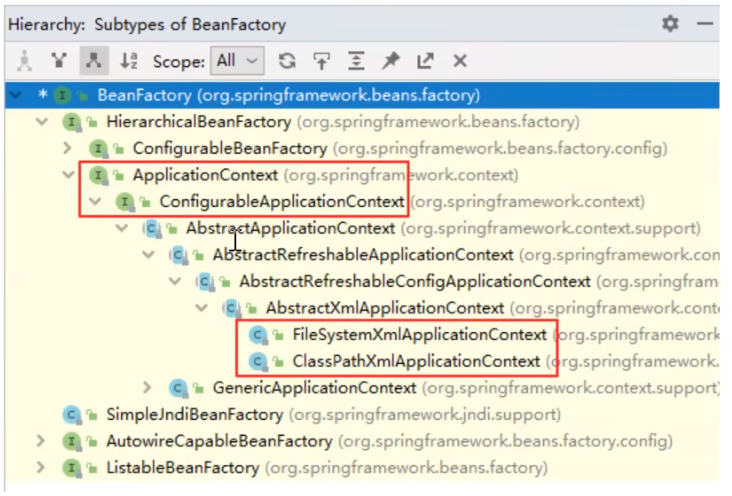 Hierarchy: Subtypes of BeanFactory
Scope: All
* BeanFactory (org.springframework.beans.factory)
HierarchicalBeanFactory (org.springframework.beans.factory)
ConfigurableBeanFactory (org.springframework.beans.factory.config)
ApplicationContext (org.springframework.context)
ConfigurableApplicationContext (org.springframework.context)
AbstractApplicationContext (org.springframework.context.support)
AbstractRefreshableApplicationContext (org.springframework.con
AbstractRefreshableConfigApplicationContext (org.springfram
AbstractXmlApplicationContext (org.springframework.cont
FileSystemXmlApplicationContext (org.springframework
ClassPathXmlApplicationContext (org.springframework.
GenericApplicationContext (org.springframework.context.support)
SimpleJndiBeanFactory (org.springframework.jndi.support)
AutowireCapableBeanFactory (org.springframework.beans.factory.config)
ListableBeanFactory (org.springframework.beans.factory)